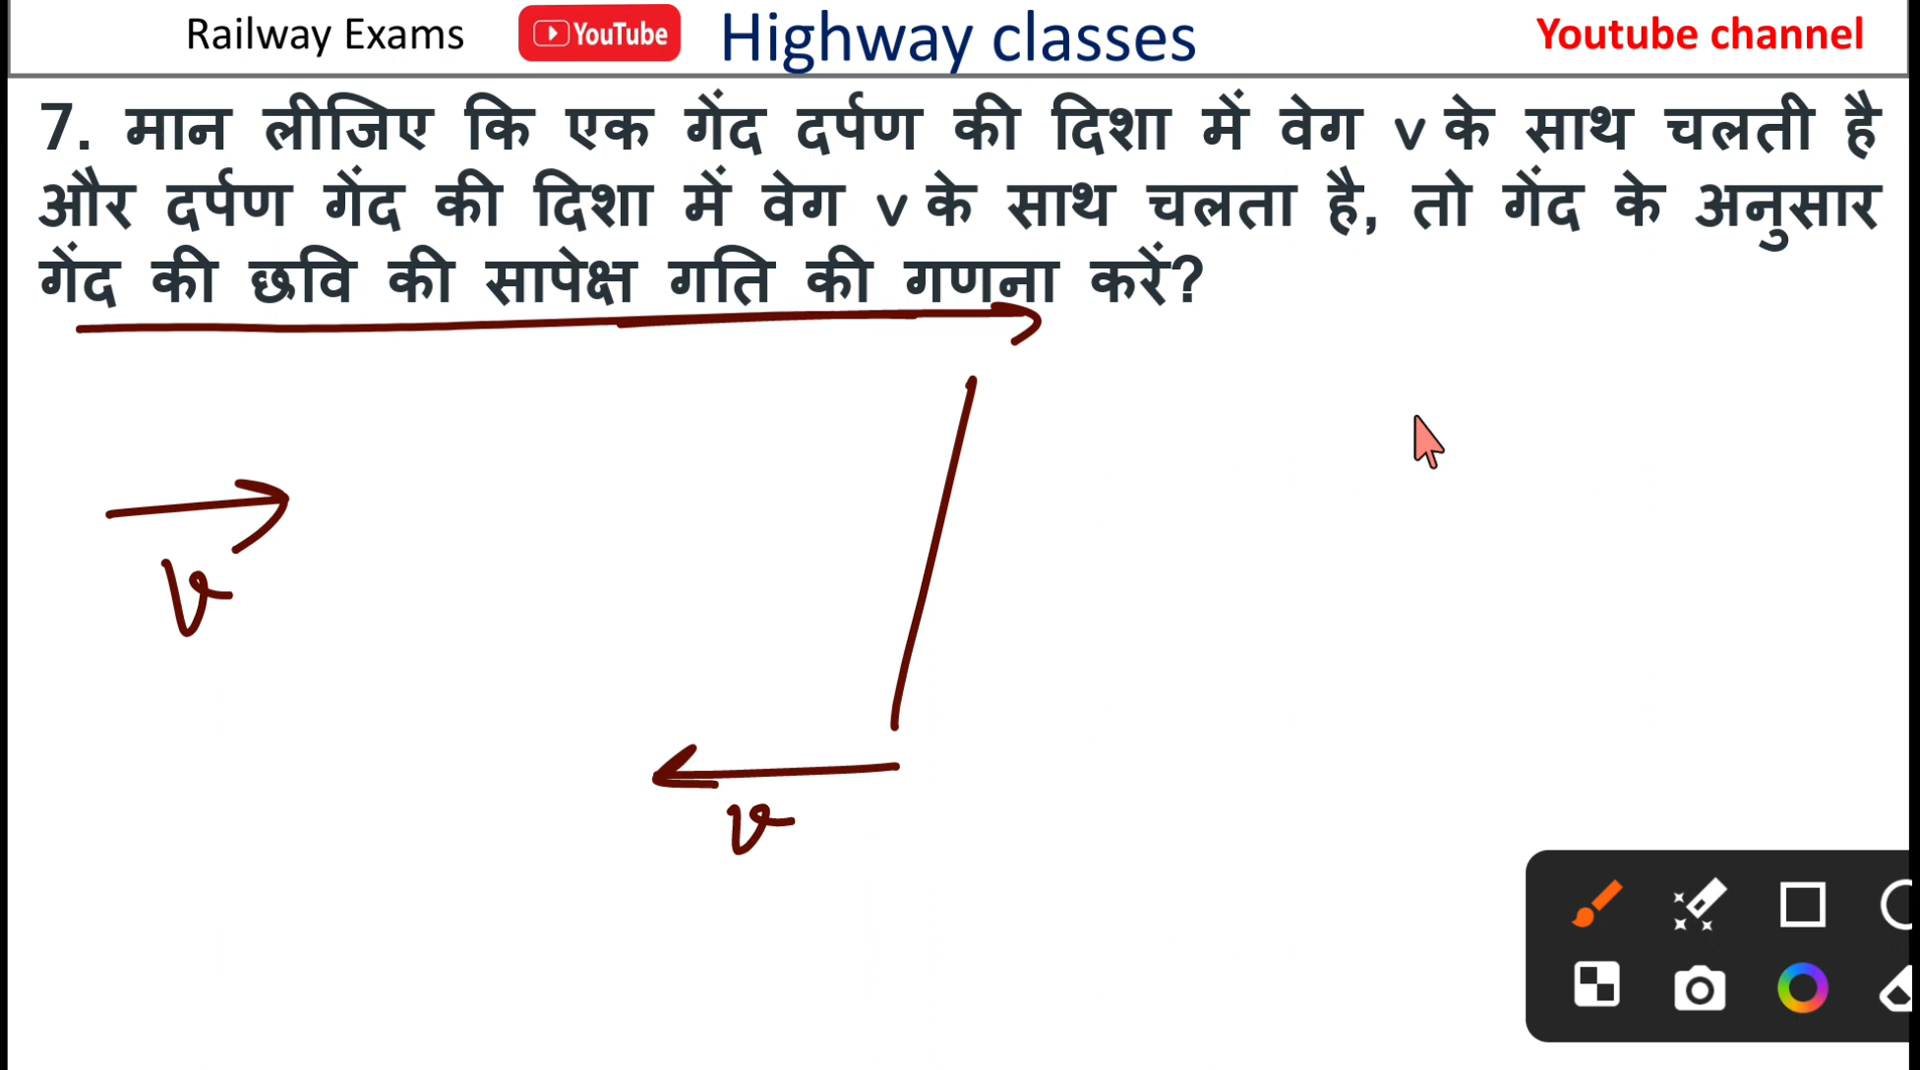 Railway Exams YouTube Highway classes Youtube channel
7. मान लीजिए कि एक गेंद दर्पण की दिशा में वेग v के साथ चलती है
और दर्पण गेंद की दिशा में वेग v के साथ चलता है, तो गेंद के अनुसार
गेंद की छवि की सापेक्ष गति की गणना करें?
v
v